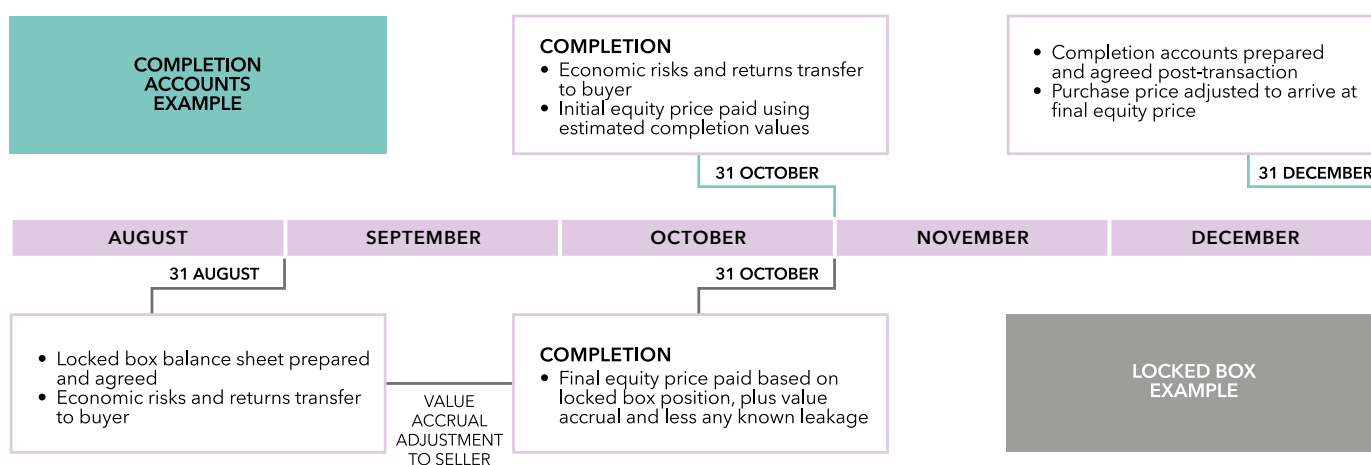 COMPLETION
ACCOUNTS
EXAMPLE
COMPLETION
• Economic risks and returns transfer
to buyer
• Initial equity price paid using
estimated completion values
• Completion accounts prepared
and agreed post-transaction
• Purchase price adjusted to arrive at
final equity price
31 OCTOBER
31 DECEMBER
AUGUST
SEPTEMBER
OCTOBER
NOVEMBER
DECEMBER
31 AUGUST
31 OCTOBER
• Locked box balance sheet prepared
and agreed
• Economic risks and returns transfer
to buyer
VALUE
ACCRUAL
ADJUSTMENT
TO SELLER
COMPLETION
• Final equity price paid based on
locked box position, plus value
accrual and less any known leakage
LOCKED BOX
EXAMPLE